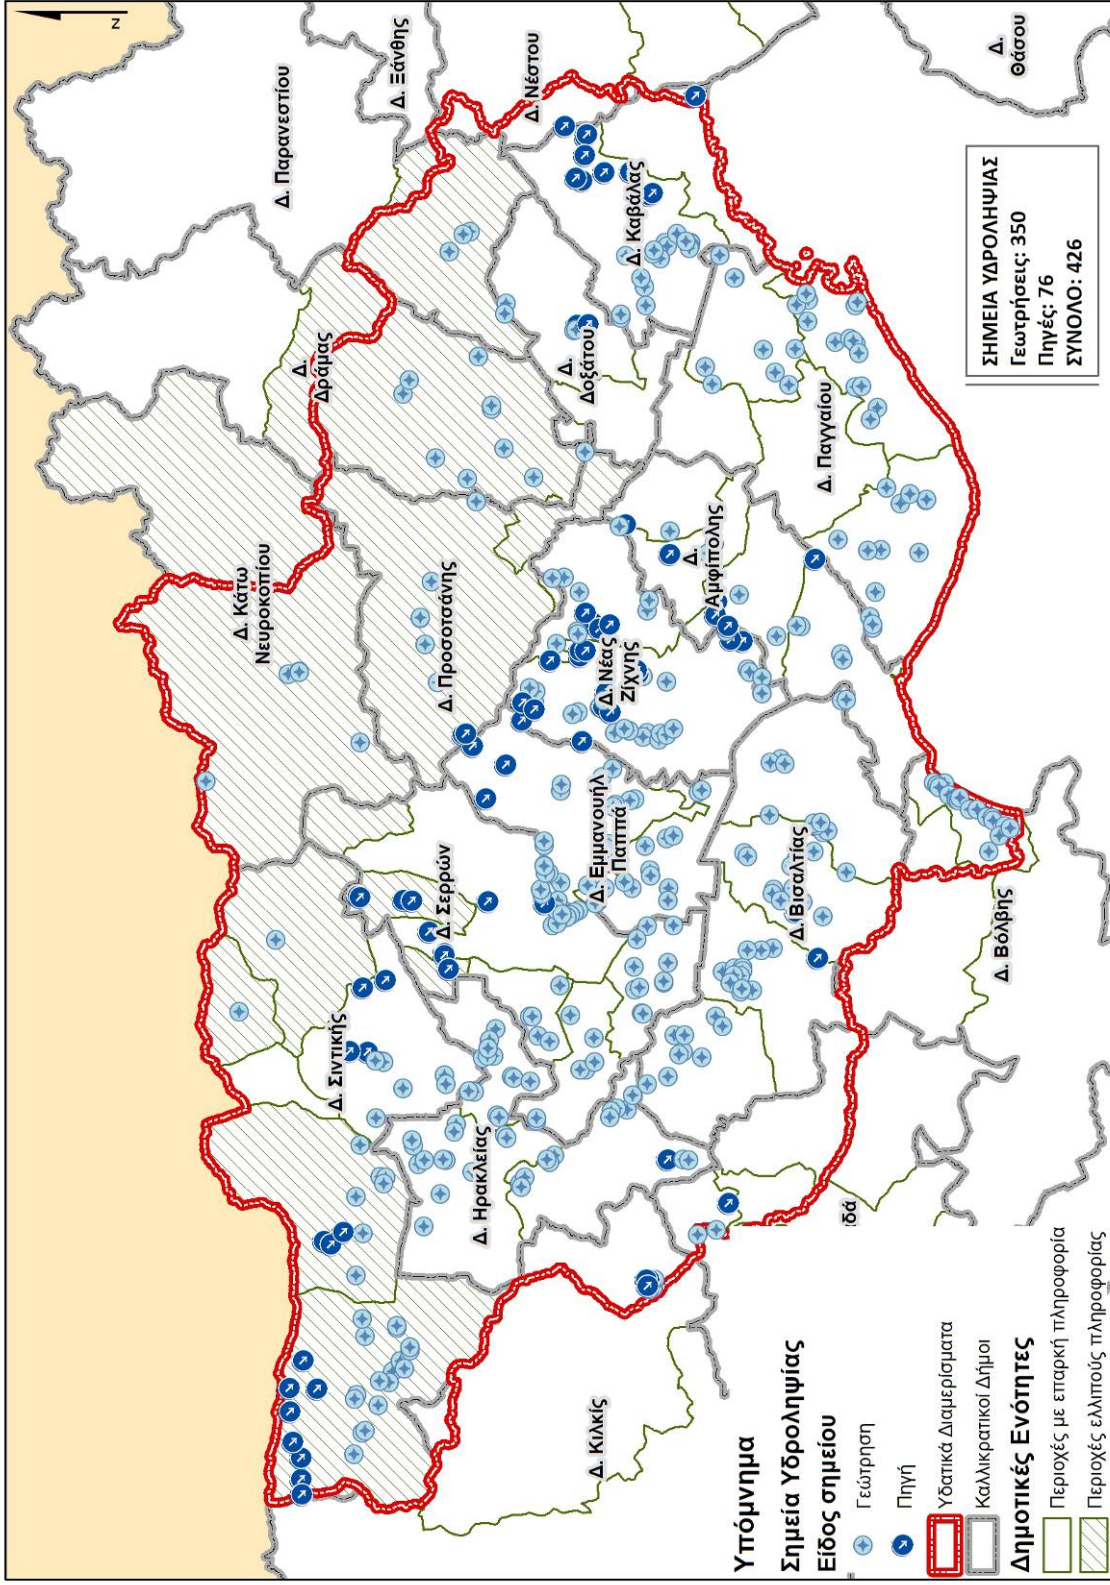 Z
Δ. Παρανεστίου
Δ. Ξάνθης
Δ. Νέστου
Δ.
Θάσου
Δ.
Δράμας
Δ. Κάτω
Νευροκοπίου
Δ. Προσοτσάνης
Δ.
Δοξάτου
Δ. Καβάλας
Δ. Παγγαίου
Δ.
Αμφίπολης
Δ. Νέας
Ζίχνης
Δ. Εμμανουήλ
Παππά
Δ. Σερρών
Δ. Σιντικής
Δ. Ηρακλείας
Δ. Βισαλτίας
Δ. Βόλβης
Δ. Κιλκίς
δά
ΣΗΜΕΙΑ ΥΔΡΟΛΗΨΙΑΣ
Γεωτρήσεις: 350
Πηγές: 76
ΣΥΝΟΛΟ: 426
Υπόμνημα
Σημεία Υδροληψίας
Είδος σημείου
Γεώτρηση
Πηγή
Υδατικά Διαμερίσματα
Καλλικρατικοί Δήμοι
Δημοτικές Ενότητες
Περιοχές με επαρκή πληροφορία
Περιοχές ελλιπούς πληροφορίας